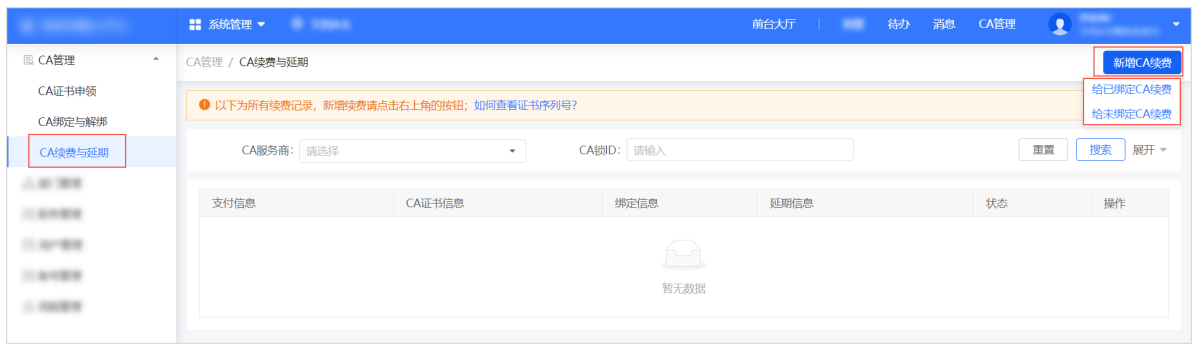 系统管理
前台大厅
待办
消息
CA管理
CA管理
CA证书申领
CA绑定与解绑
CA续费与延期
CA管理 / CA续费与延期
新增CA续费
给已绑定CA续费
给未绑定CA续费
以下为所有续费记录，新增续费请点击右上角的按钮；如何查看证书序列号？
CA服务商： 请选择
CA锁ID： 请输入
重置
搜索
展开
支付信息
CA证书信息
绑定信息
延期信息
状态
操作
暂无数据